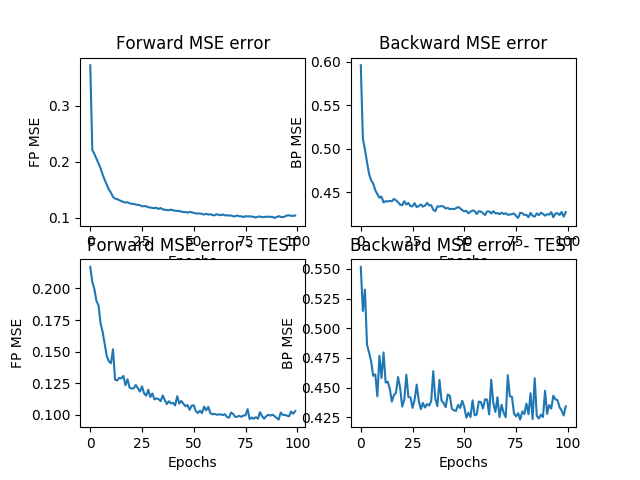 Forward MSE error
Backward MSE error
FP MSE
0.3
0.2
0.1
0 25 50 75 100
Epochs
BP MSE
0.60
0.55
0.50
0.45
0 25 50 75 100
Epochs
Forward MSE error - TEST
Backward MSE error - TEST
FP MSE
0.200
0.175
0.150
0.125
0.100
0 25 50 75 100
Epochs
BP MSE
0.550
0.525
0.500
0.475
0.450
0.425
0 25 50 75 100
Epochs